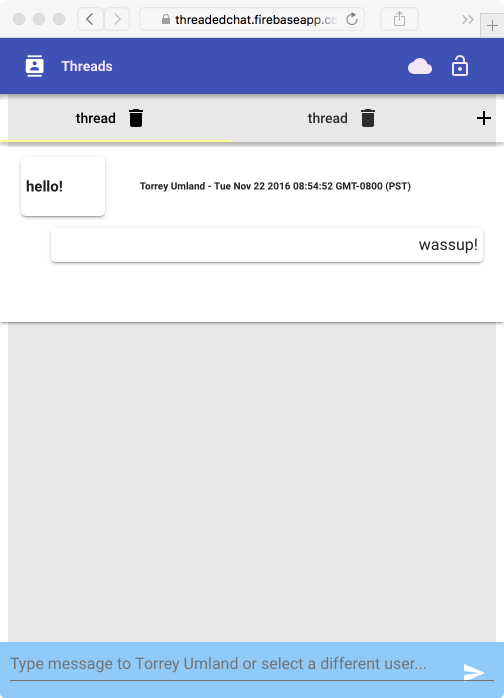 threadedchat.firebaseapp.co
Threads
thread thread
hello! Torrey Umland - Tue Nov 22 2016 08:54:52 GMT-0800 (PST)
wassup!
Type message to Torrey Umland or select a different user...